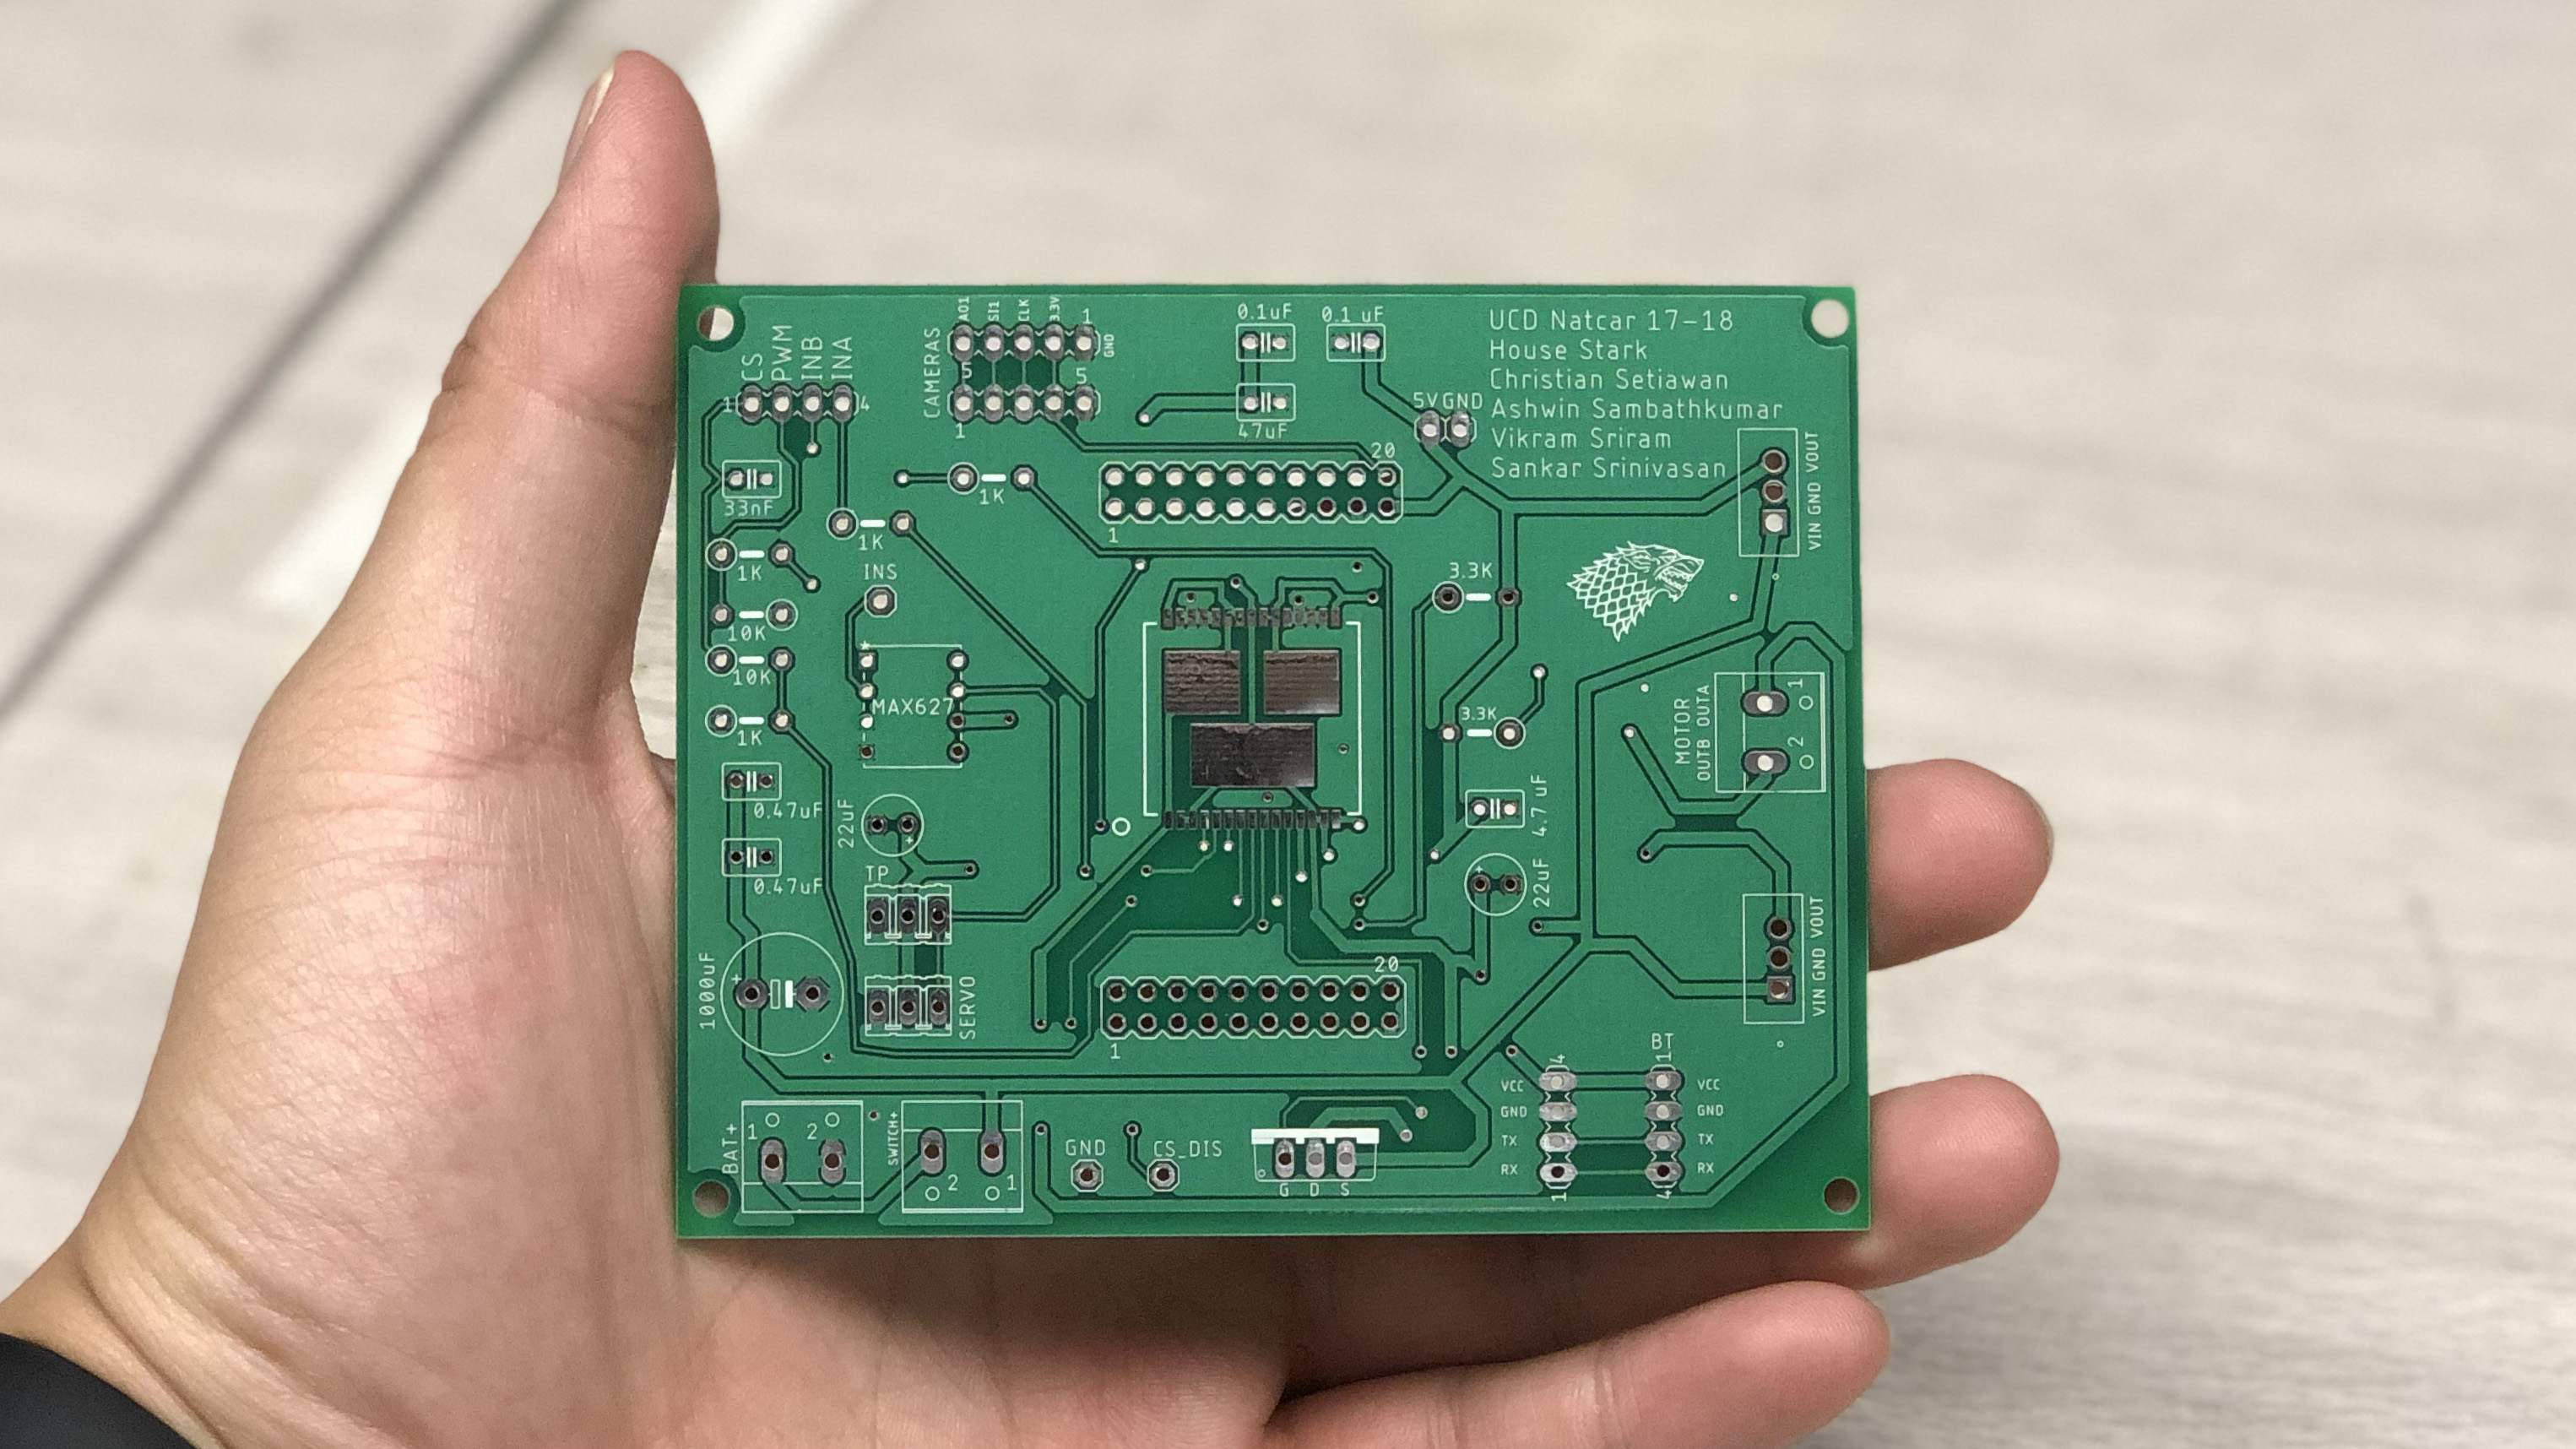 UCD Natcar 17-18
House Stark
Christian Setiawan
Ashwin Sambathkumar
Vikram Sriram
Sankar Srinivasan
CS
PWM
INB
INA
1
4
CAMERAS
AO1
SI1
CLK
3.3V
1
GND
5
5
1
0.1uF
0.1 uF
47uF
5V GND
33nF
1K
1K
1K
10K
10K
1K
INS
MAX627
20
1
3.3K
3.3K
VIN GND VOUT
MOTOR
OUTB OUTA
1
2
0.47uF
0.47uF
22uF
TP
4.7uF
22uF
1000uF
SERVO
20
1
VIN GND VOUT
BAT+
1
2
SWITCH+
2
1
GND
CS_DIS
G D S
BT
4
1
VCC
GND
TX
RX
VCC
GND
TX
RX
1
4